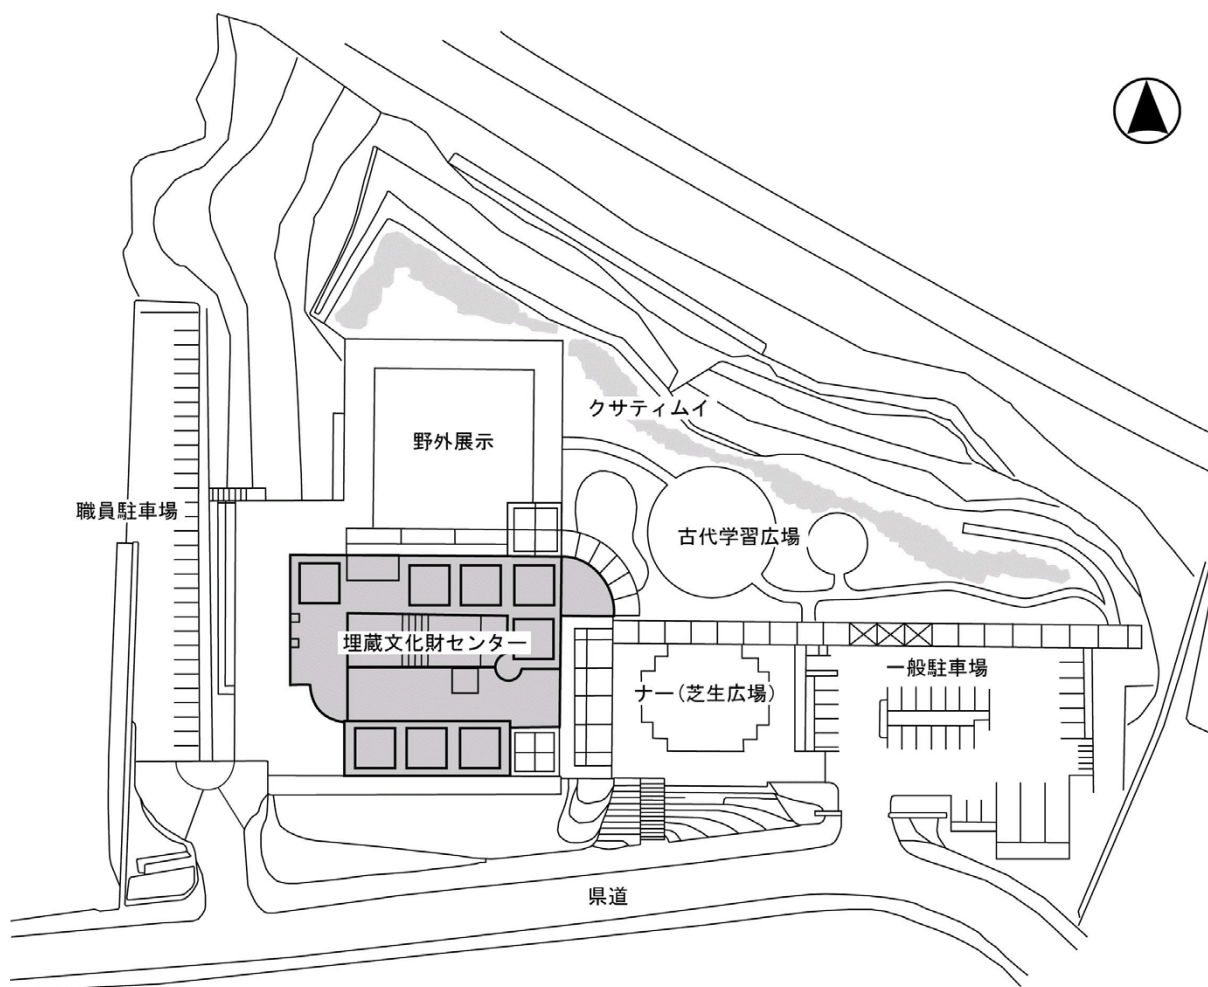 クサティムイ
野外展示
職員駐車場
古代学習広場
埋蔵文化財センター
一般駐車場
ナー(芝生広場)
県道